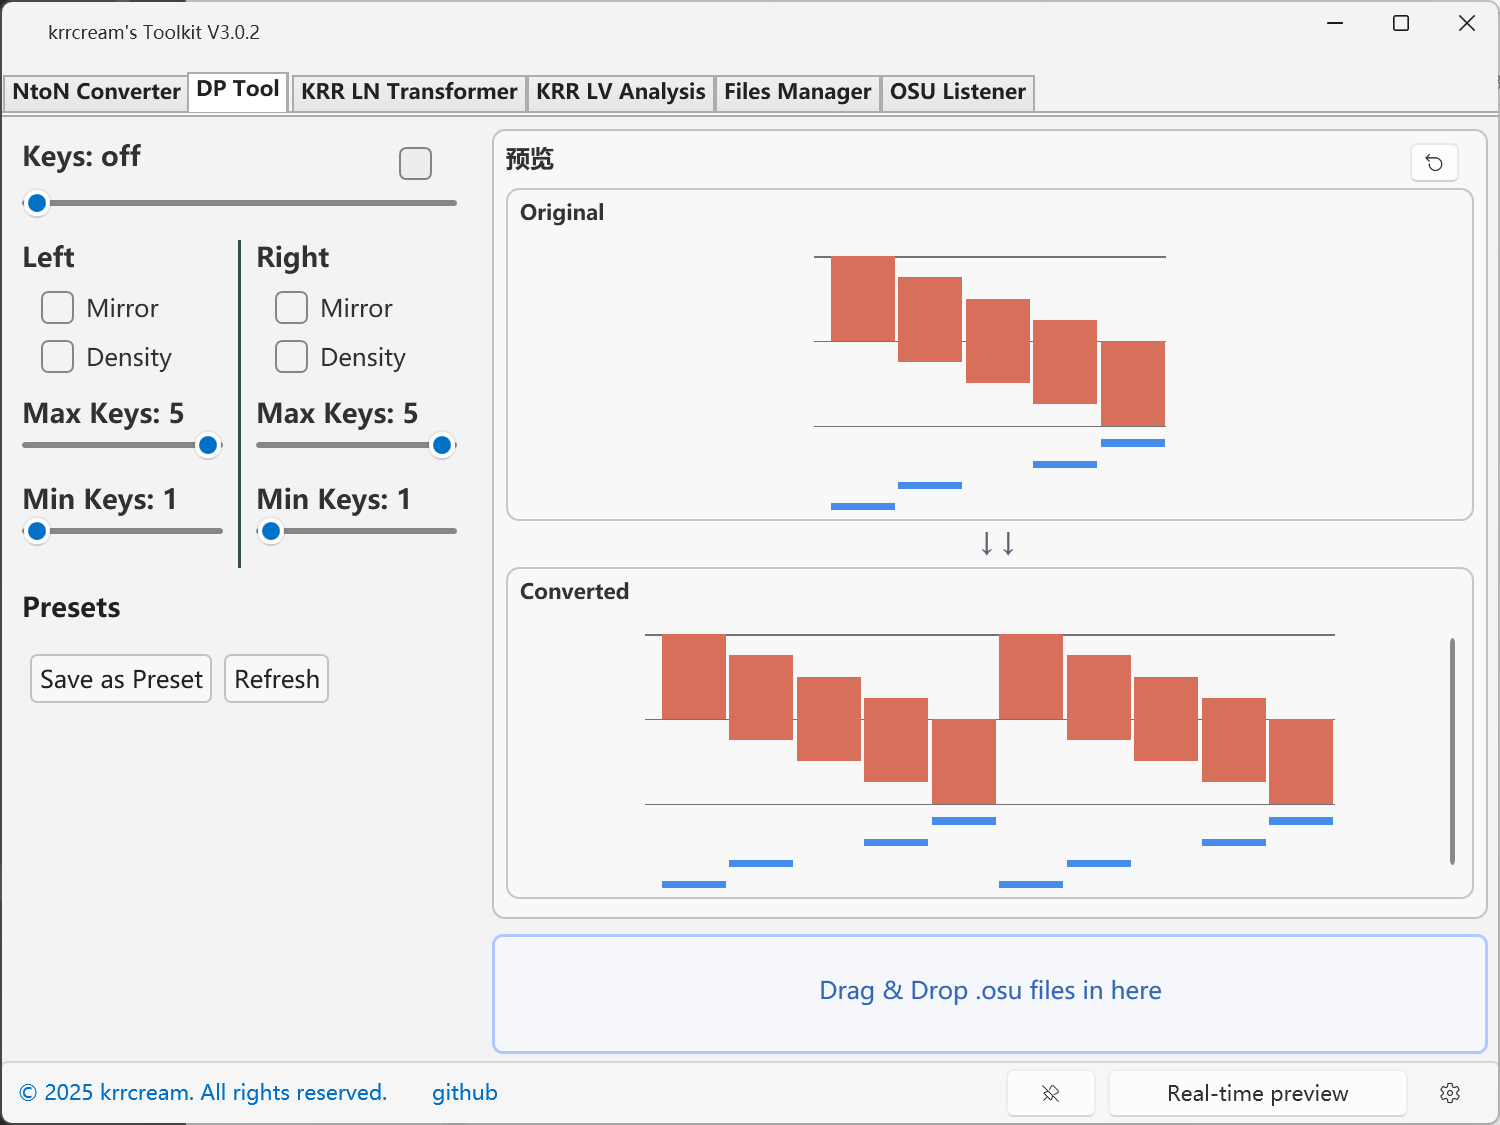 krrcream's Toolkit V3.0.2
NtoN Converter DP Tool KRR LN Transformer KRR LV Analysis Files Manager OSU Listener
Keys: off
Left
Mirror
Density
Max Keys: 5
Min Keys: 1
Right
Mirror
Density
Max Keys: 5
Min Keys: 1
Presets
Save as Preset Refresh
预览
Original
↓↓
Converted
Drag & Drop .osu files in here
© 2025 krrcream. All rights reserved. github
Real-time preview